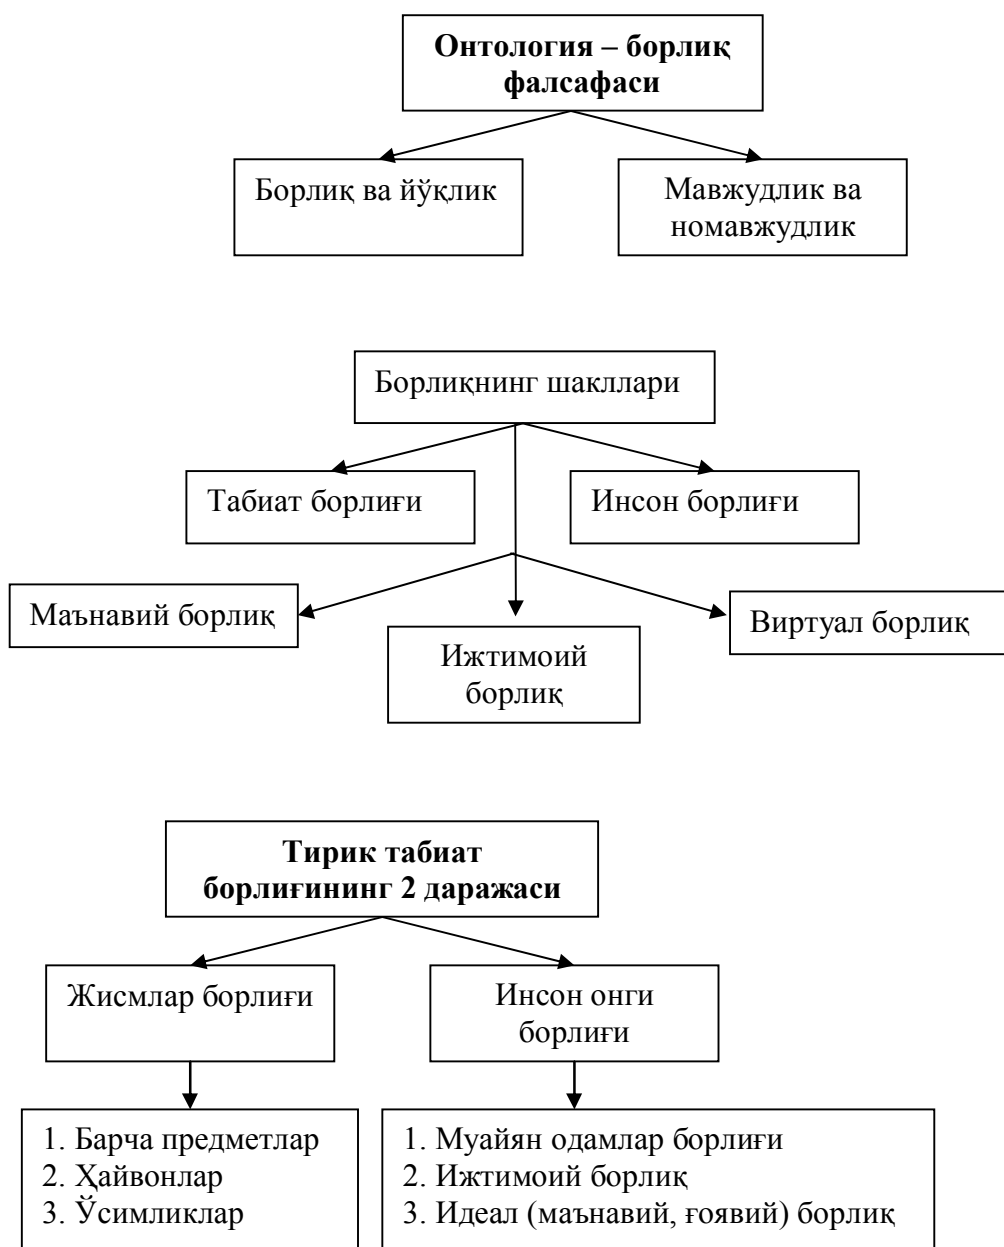 Онтология – борлиқ
фалсафаси
Борлиқ ва йўқлик
Мавжудлик ва
номавжудлик
Борлиқнинг шакллари
Табиат борлиғи
Инсон борлиғи
Маънавий борлиқ
Ижтимоий
борлиқ
Виртуал борлиқ
Тирик табиат
борлиғининг 2 даражаси
Жисмлар борлиғи
Инсон онги
борлиғи
1. Барча предметлар
2. Ҳайвонлар
3. Ўсимликлар
1. Муайян одамлар борлиғи
2. Ижтимоий борлиқ
3. Идеал (маънавий, ғоявий) борлиқ